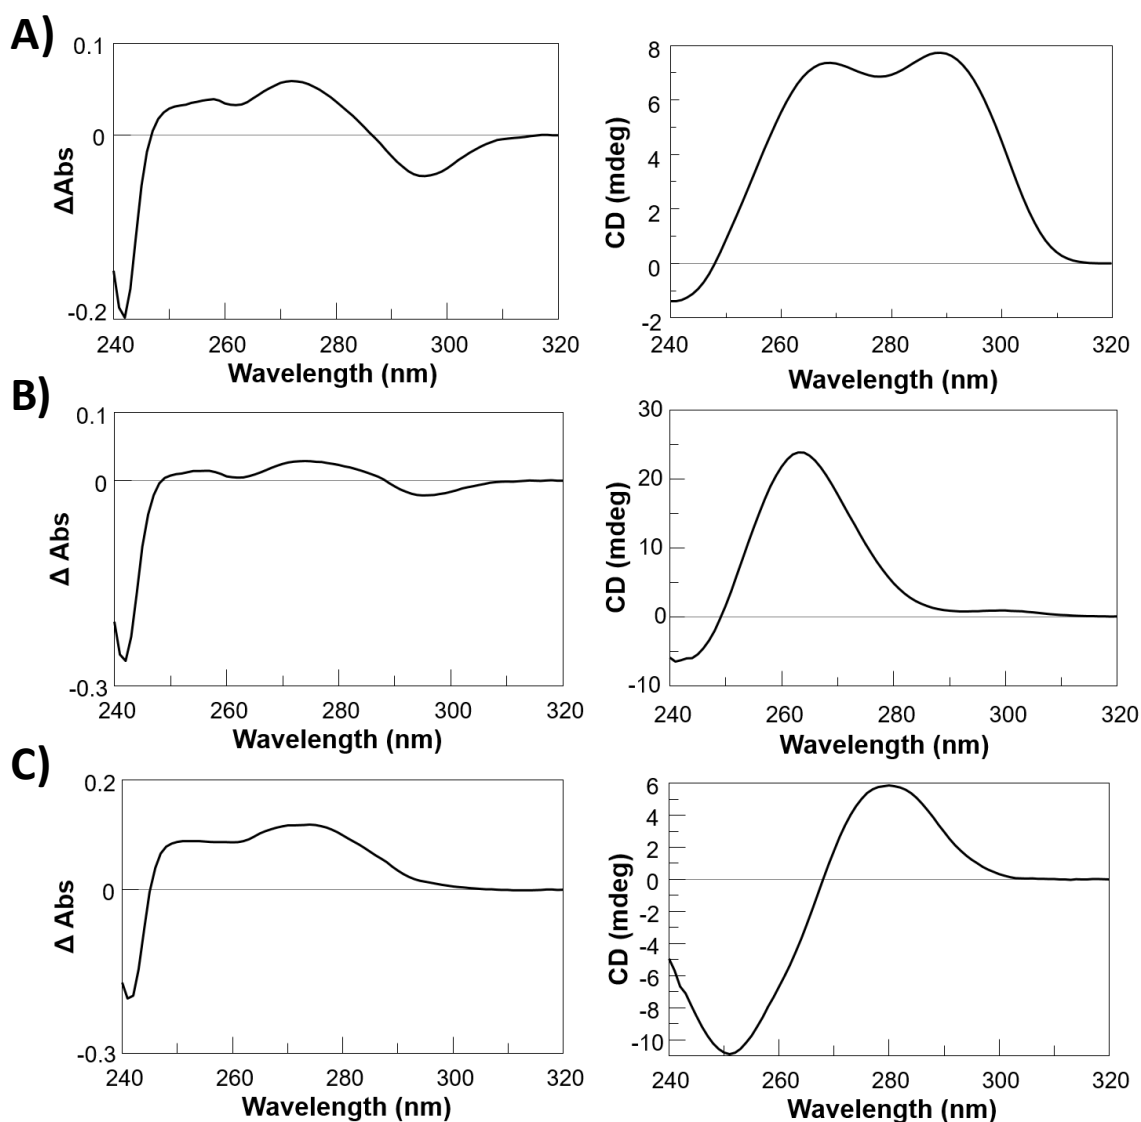 A)
0.1
0
-0.2
ΔAbs
240 260 280 300 320
Wavelength (nm)
8
6
4
2
0
-2
CD (mdeg)
240 260 280 300 320
Wavelength (nm)
B)
0.1
0
-0.3
Δ Abs
240 260 280 300 320
Wavelength (nm)
30
20
10
0
-10
CD (mdeg)
240 260 280 300 320
Wavelength (nm)
C)
0.2
0
-0.3
Δ Abs
240 260 280 300 320
Wavelength (nm)
6
4
2
0
-2
-4
-6
-8
-10
CD (mdeg)
240 260 280 300 320
Wavelength (nm)